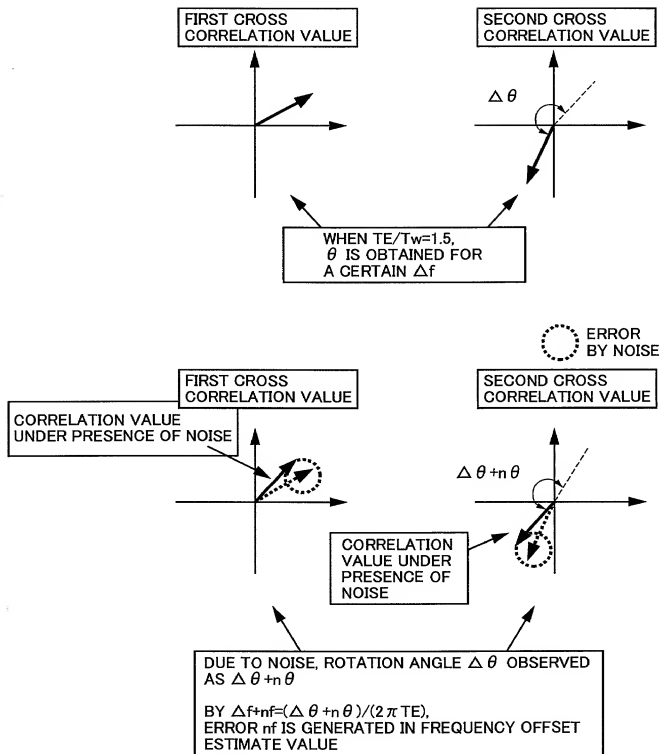 FIRST CROSS
CORRELATION VALUE
SECOND CROSS
CORRELATION VALUE
Δθ
WHEN TE/Tw=1.5,
θ IS OBTAINED FOR
A CERTAIN Δf
ERROR
BY NOISE
FIRST CROSS
CORRELATION VALUE
SECOND CROSS
CORRELATION VALUE
CORRELATION VALUE
UNDER PRESENCE OF NOISE
Δθ+nθ
CORRELATION
VALUE UNDER
PRESENCE OF
NOISE
DUE TO NOISE, ROTATION ANGLE Δθ OBSERVED
AS Δθ+nθ
BY Δf+nf=(Δθ+nθ)/(2πTE),
ERROR nf IS GENERATED IN FREQUENCY OFFSET
ESTIMATE VALUE